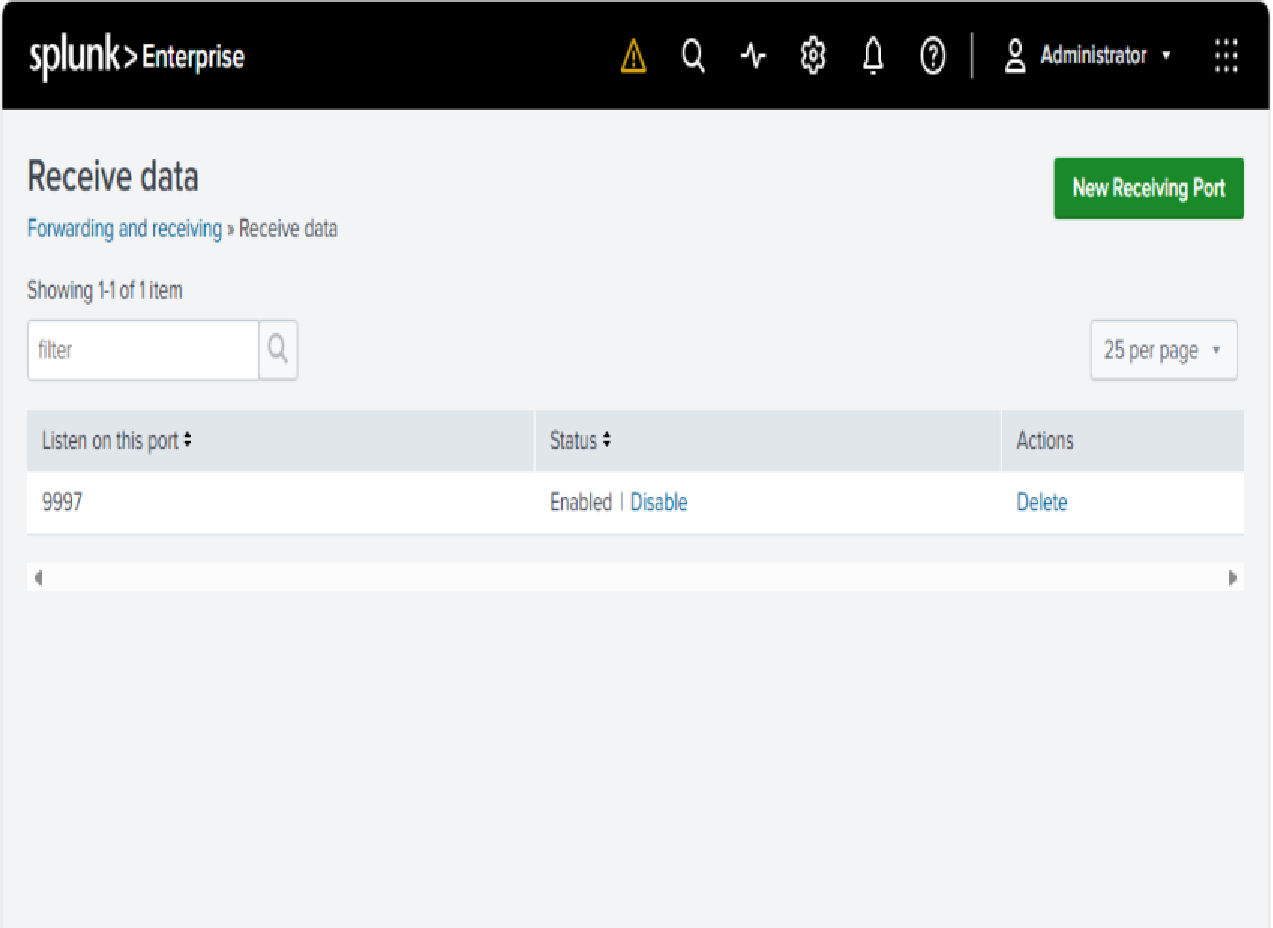 splunk>Enterprise
Administrator
Receive data
New Receiving Port
Forwarding and receiving » Receive data
Showing 1-1 of 1 item
filter
25 per page
Listen on this port Status Actions
9997 Enabled | Disable Delete